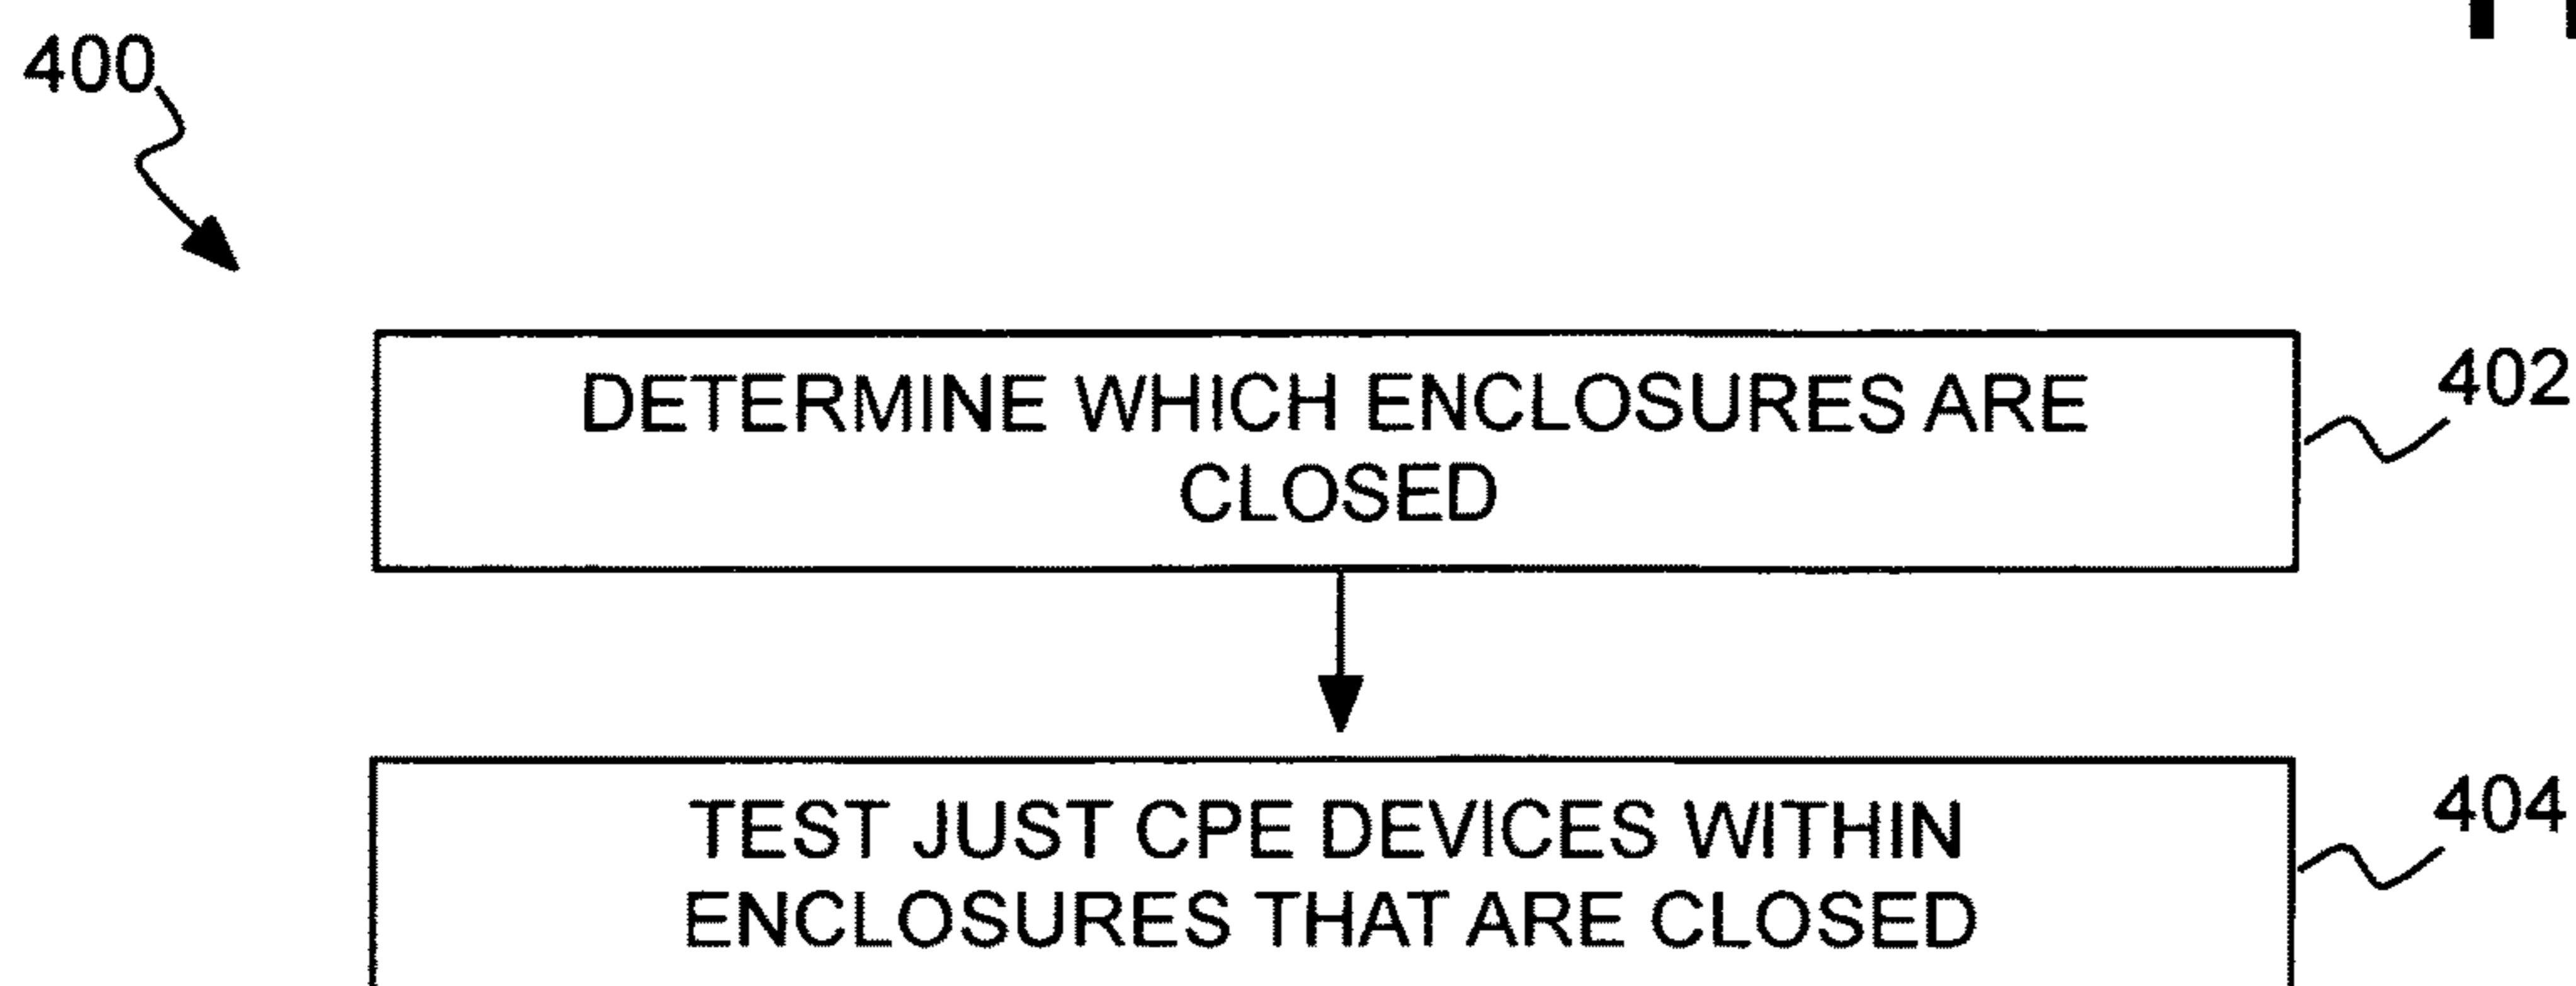 400
DETERMINE WHICH ENCLOSURES ARE
CLOSED
402
TEST JUST CPE DEVICES WITHIN
ENCLOSURES THAT ARE CLOSED
404